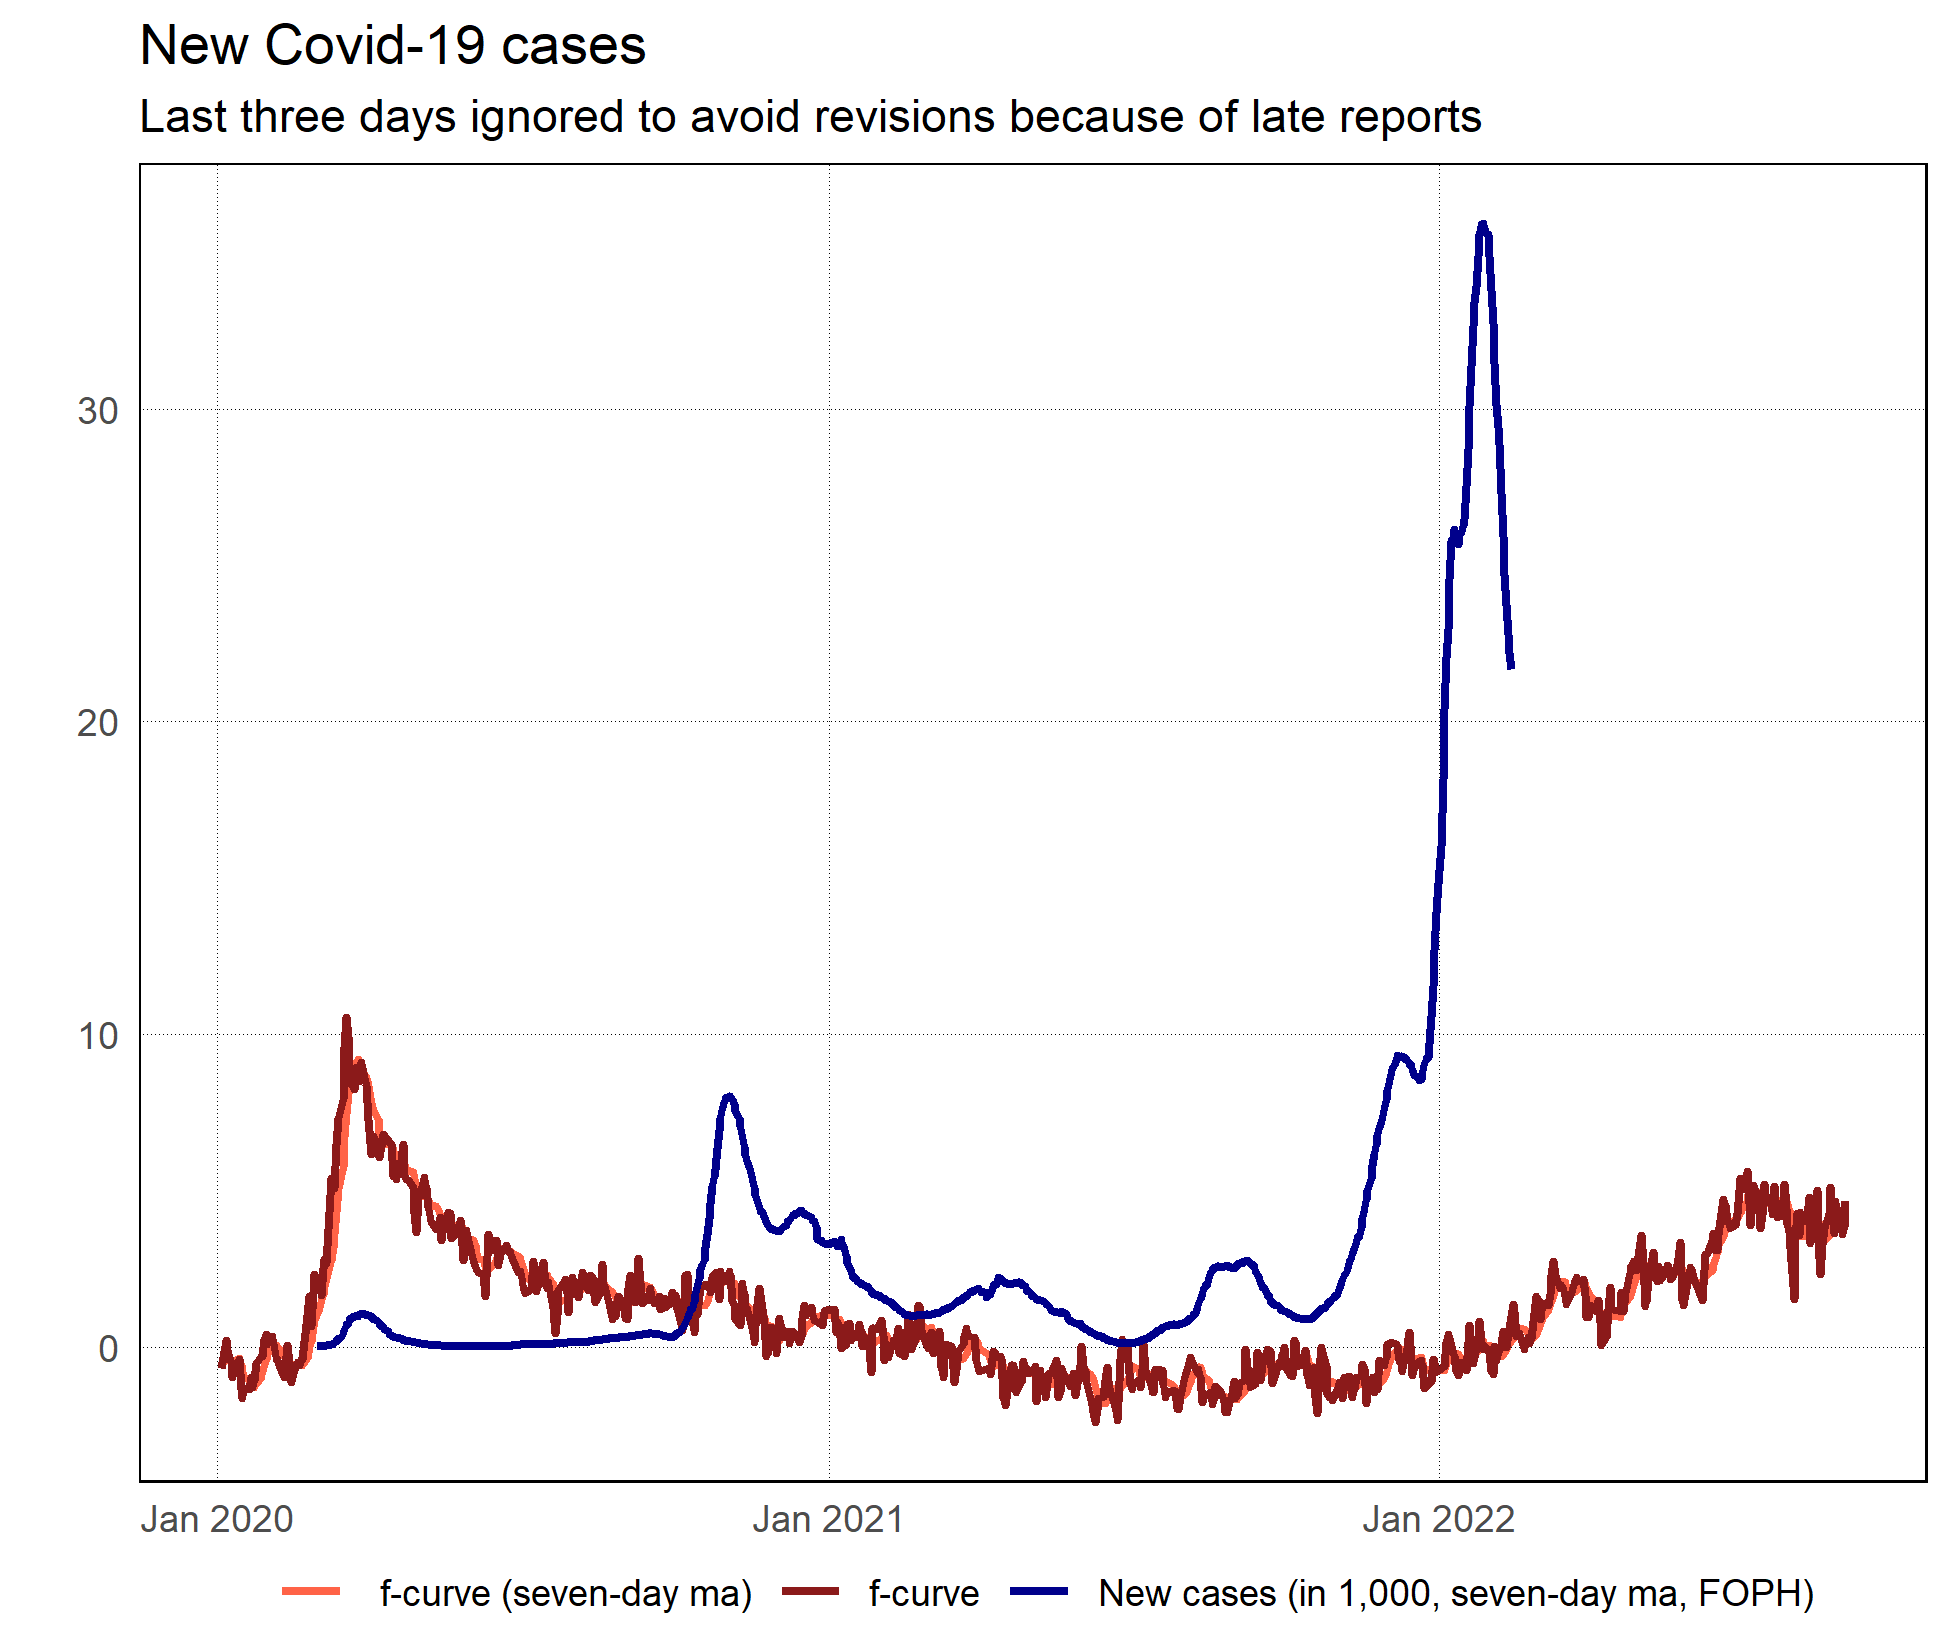 New Covid-19 cases
Last three days ignored to avoid revisions because of late reports
30
20
10
0
Jan 2020 Jan 2021 Jan 2022
f-curve (seven-day ma) f-curve New cases (in 1,000, seven-day ma, FOPH)